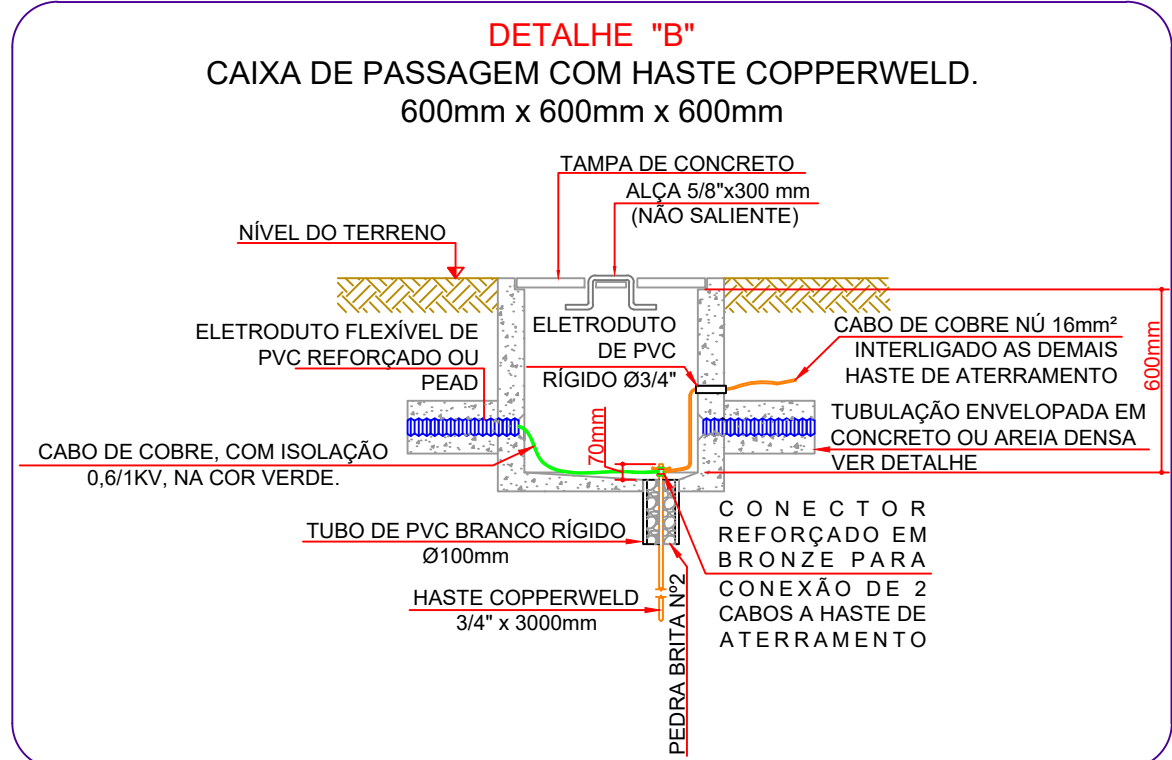 DETALHE "B"
CAIXA DE PASSAGEM COM HASTE COPPERWELD.
600mm x 600mm x 600mm
TAMPA DE CONCRETO
ALÇA 5/8"x300 mm
(NÃO SALIENTE)
NÍVEL DO TERRENO
ELETRODUTO FLEXÍVEL DE
PVC REFORÇADO OU
PEAD
ELETRODUTO
DE PVC
RÍGIDO Ø3/4"
CABO DE COBRE NÚ 16mm²
INTERLIGADO AS DEMAIS
HASTE DE ATERRAMENTO
600mm
TUBULAÇÃO ENVELOPADA EM
CONCRETO OU AREIA DENSA
VER DETALHE
CABO DE COBRE, COM ISOLAÇÃO
0,6/1KV, NA COR VERDE.
70mm
TUBO DE PVC BRANCO RÍGIDO
Ø100mm
HASTE COPPERWELD
3/4" x 3000mm
PEDRA BRITA Nº2
CONECTOR
REFORÇADO EM
BRONZE PARA
CONEXÃO DE 2
CABOS A HASTE DE
ATERRAMENTO